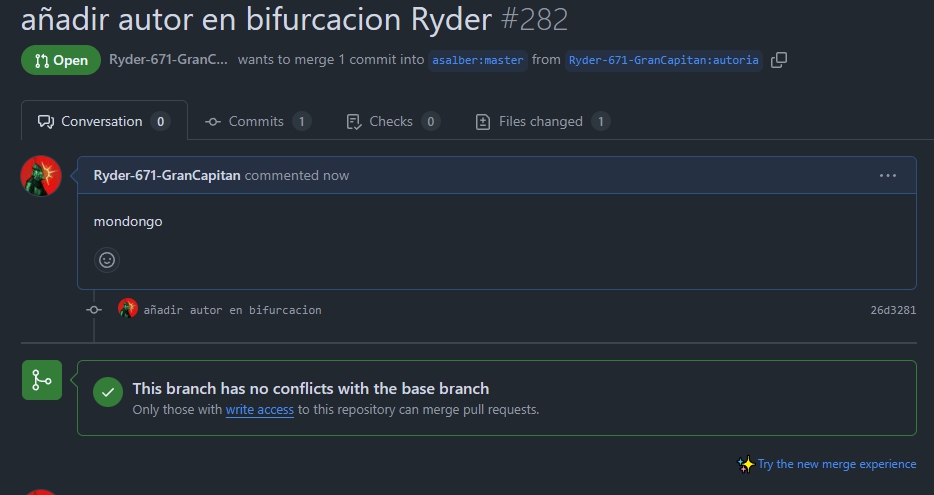 añadir autor en bifurcacion Ryder #282
Open Ryder-671-GranC... wants to merge 1 commit into asalber:master from Ryder-671-GranCapitan:autoria
Conversation 0 Commits 1 Checks 0 Files changed 1
Ryder-671-GranCapitan commented now
mondongo
añadir autor en bifurcacion 26d3281
This branch has no conflicts with the base branch
Only those with write access to this repository can merge pull requests.
Try the new merge experience